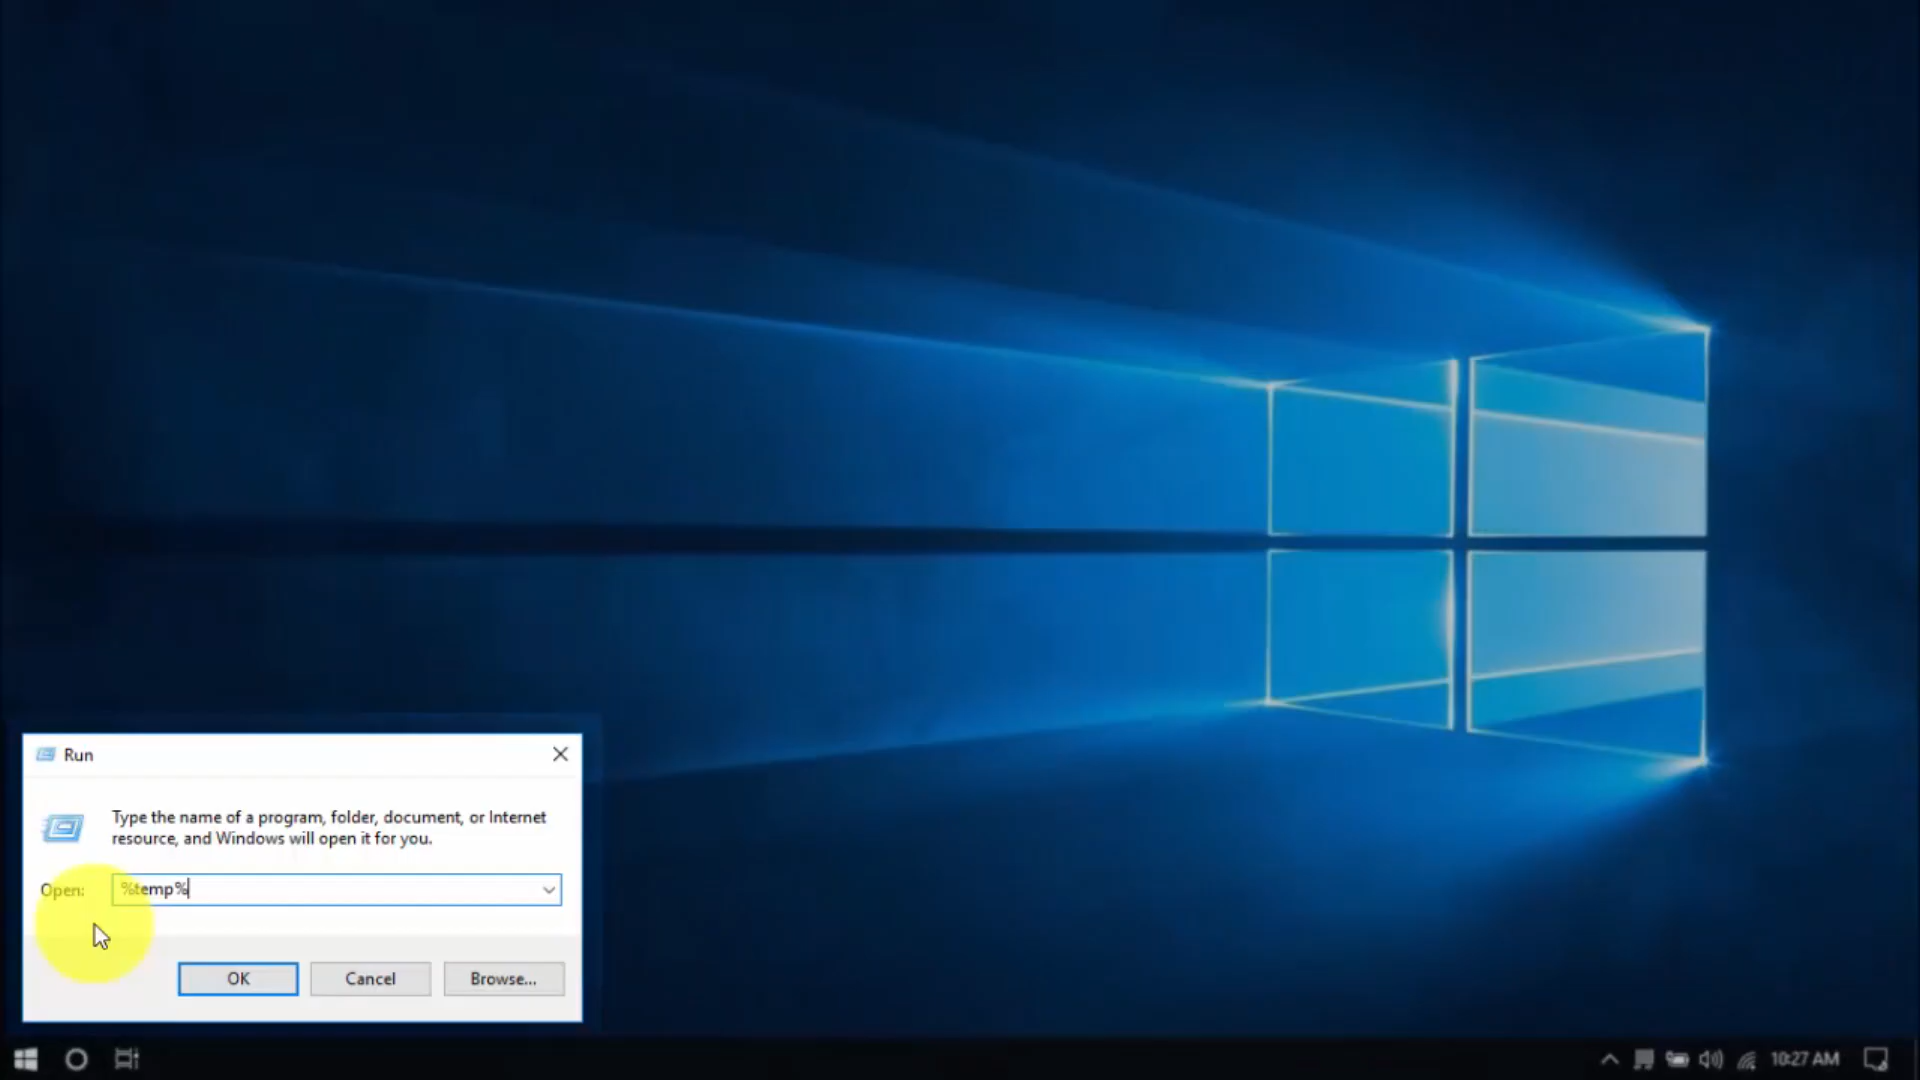 Run
Type the name of a program, folder, document, or Internet
resource, and Windows will open it for you.
Open: %temp%
OK Cancel Browse...
10:27 AM